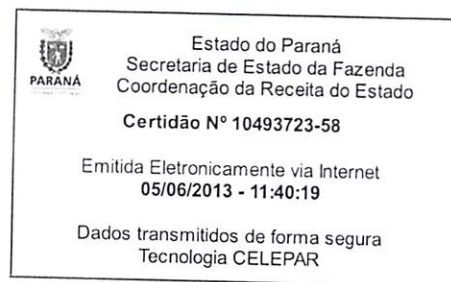 Estado do Paraná
Secretaria de Estado da Fazenda
PARANÁ
Coordenação da Receita do Estado
Certidão Nº 10493723-58
Emitida Eletronicamente via Internet
05/06/2013 - 11:40:19
Dados transmitidos de forma segura
Tecnologia CELEPAR